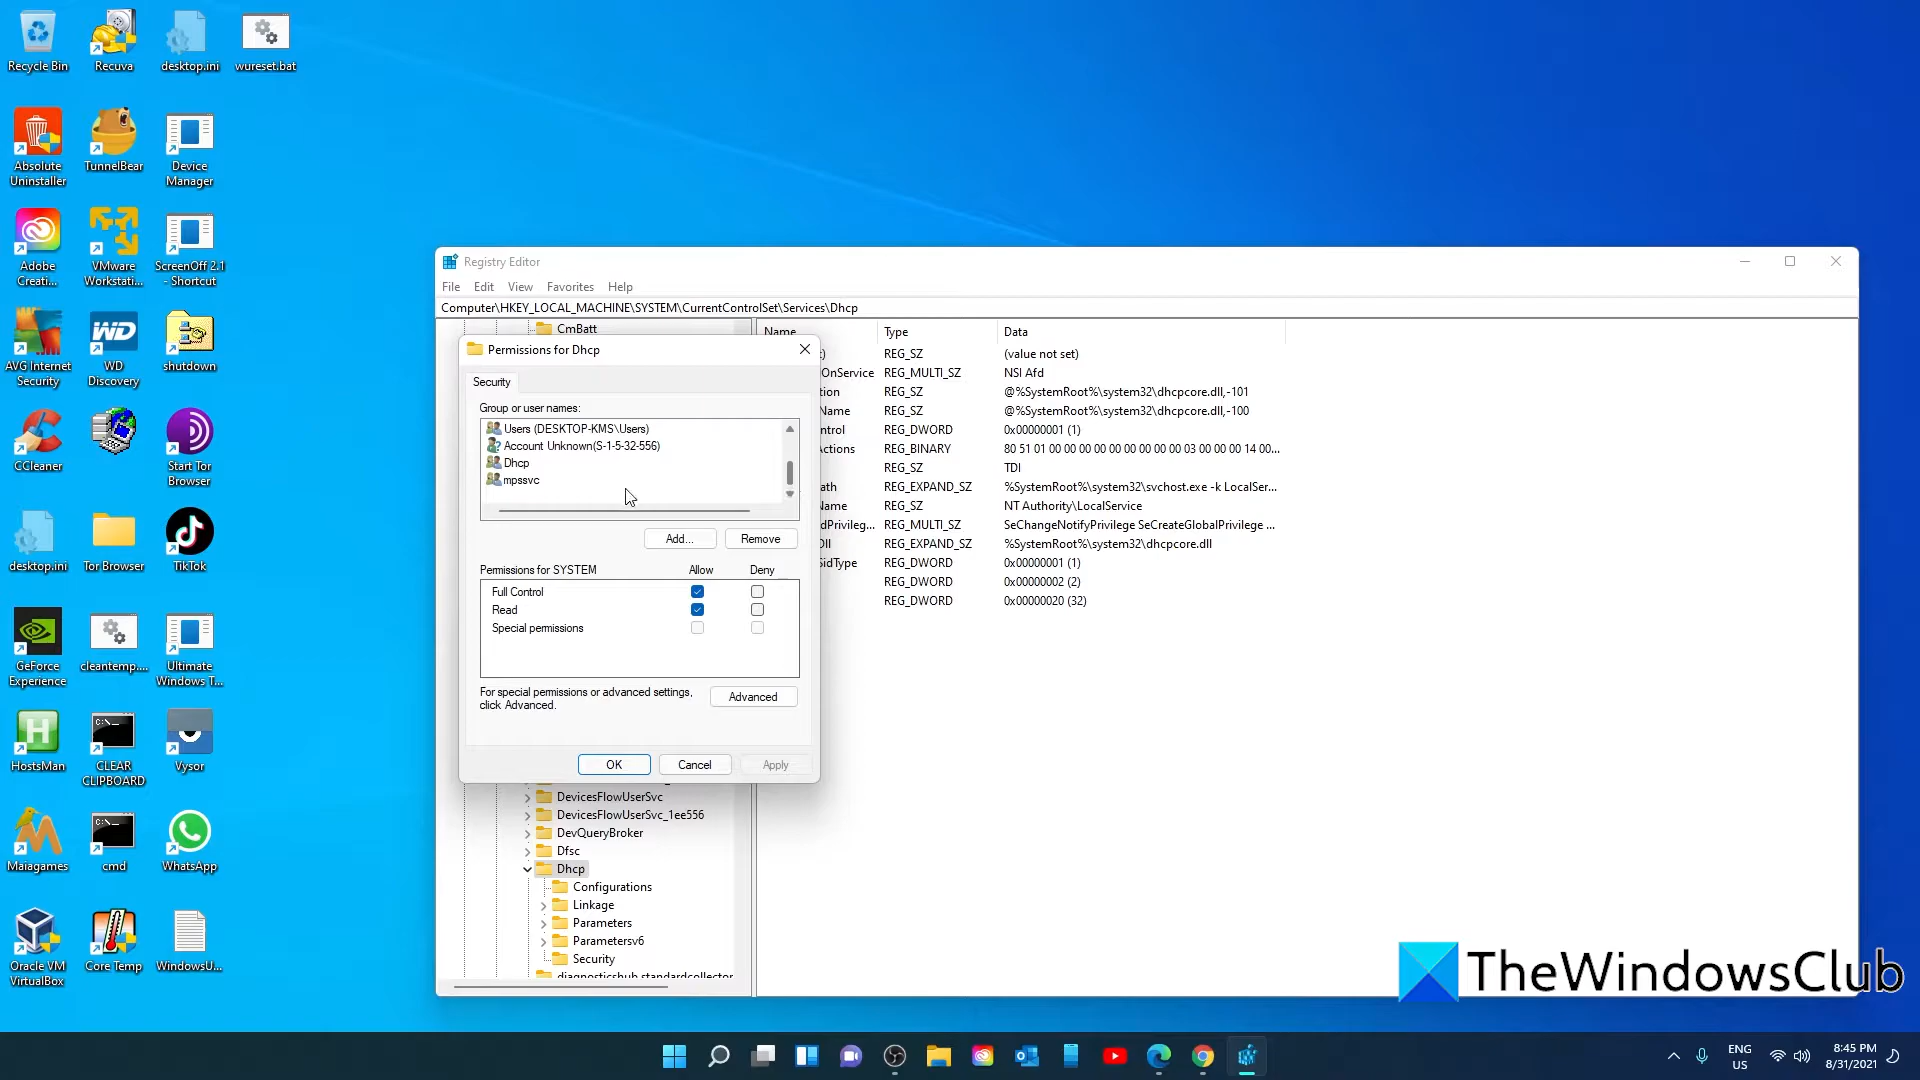 Recycle Bin
Recuva
desktop.ini
wureset.bat
Absolute
Uninstaller
TunnelBear
Device
Manager
Adobe
Creati...
VMware
Workstati...
ScreenOff 2.1
- Shortcut
AVG Internet
Security
WD
WD
Discovery
shutdown
CCleaner
Start Tor
Browser
desktop.ini
Tor Browser
TikTok
GeForce
Experience
cleantemp....
Ultimate
Windows T...
H
HostsMan
C:\_
CLEAR
CLIPBOARD
Vysor
Maiagames
C:\_
cmd
WhatsApp
Oracle VM
VirtualBox
Core Temp
WindowsU...
Registry Editor
File Edit View Favorites Help
Computer\HKEY_LOCAL_MACHINE\SYSTEM\CurrentControlSet\Services\Dhcp
CmBatt
Permissions for Dhcp
Security
Group or user names:
Users (DESKTOP-KMS\Users)
Account Unknown(S-1-5-32-556)
Dhcp
mpssvc
Add... Remove
Permissions for SYSTEM Allow Deny
Full Control
Read
Special permissions
For special permissions or advanced settings,
click Advanced.
Advanced
OK Cancel Apply
DevicesFlowUserSvc
DevicesFlowUserSvc_1ee556
DevQueryBroker
Dfsc
Dhcp
Configurations
Linkage
Parameters
Parametersv6
Security
diagnosticshub.standardcollector
Name Type Data
t) REG_SZ (value not set)
OnService REG_MULTI_SZ NSI Afd
tion REG_SZ @%SystemRoot%\system32\dhcpcore.dll,-101
Name REG_SZ @%SystemRoot%\system32\dhcpcore.dll,-100
ntrol REG_DWORD 0x00000001 (1)
Actions REG_BINARY 80 51 01 00 00 00 00 00 00 00 00 00 03 00 00 00 14 00...
REG_SZ TDI
ath REG_EXPAND_SZ %SystemRoot%\system32\svchost.exe -k LocalSer...
Name REG_SZ NT Authority\LocalService
dPrivileg... REG_MULTI_SZ SeChangeNotifyPrivilege SeCreateGlobalPrivilege ...
Dll REG_EXPAND_SZ %SystemRoot%\system32\dhcpcore.dll
SidType REG_DWORD 0x00000001 (1)
REG_DWORD 0x00000002 (2)
REG_DWORD 0x00000020 (32)
TheWindowsClub
ENG
US
8:45 PM
8/31/2021